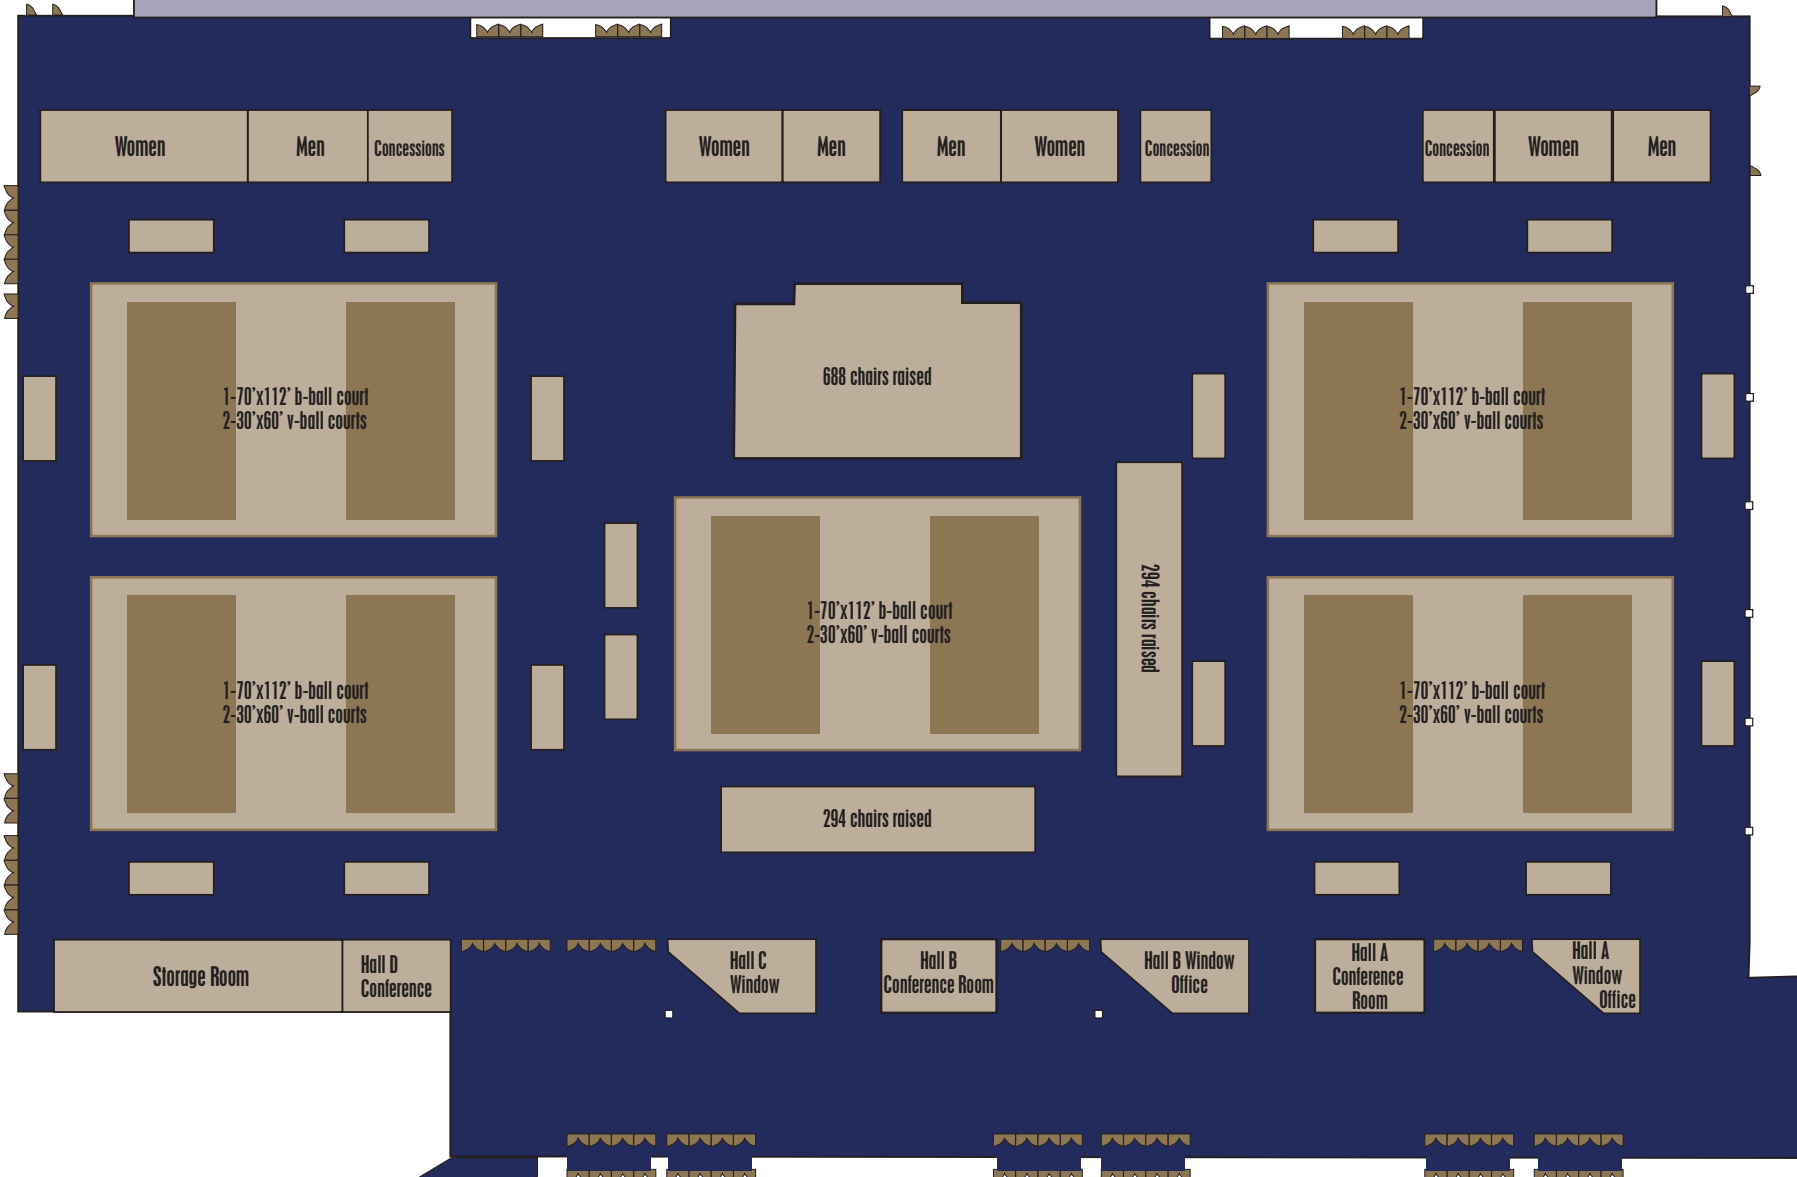 Women
Men
Concessions
Women
Men
Men
Women
Concession
Concession
Women
Men
688 chairs raised
1-70'x112' b-ball court
2-30'x60' v-ball courts
1-70'x112' b-ball court
2-30'x60' v-ball courts
294 chairs raised
1-70'x112' b-ball court
2-30'x60' v-ball courts
1-70'x112' b-ball court
2-30'x60' v-ball courts
1-70'x112' b-ball court
2-30'x60' v-ball courts
294 chairs raised
Storage Room
Hall D
Conference
Hall C
Window
Hall B
Conference Room
Hall B Window
Office
Hall A
Conference
Room
Hall A
Window
Office